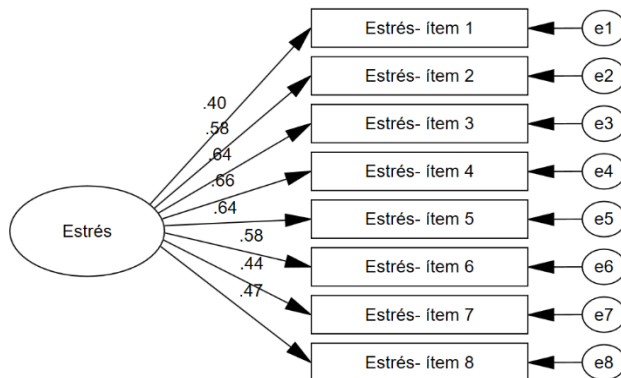 Estrés- ítem 1
e1
Estrés- ítem 2
e2
.40
.58
Estrés- ítem 3
e3
.64
Estrés- ítem 4
e4
.66
.64
Estrés- ítem 5
e5
Estrés
.58
Estrés- ítem 6
e6
.44
.47
Estrés- ítem 7
e7
Estrés- ítem 8
e8